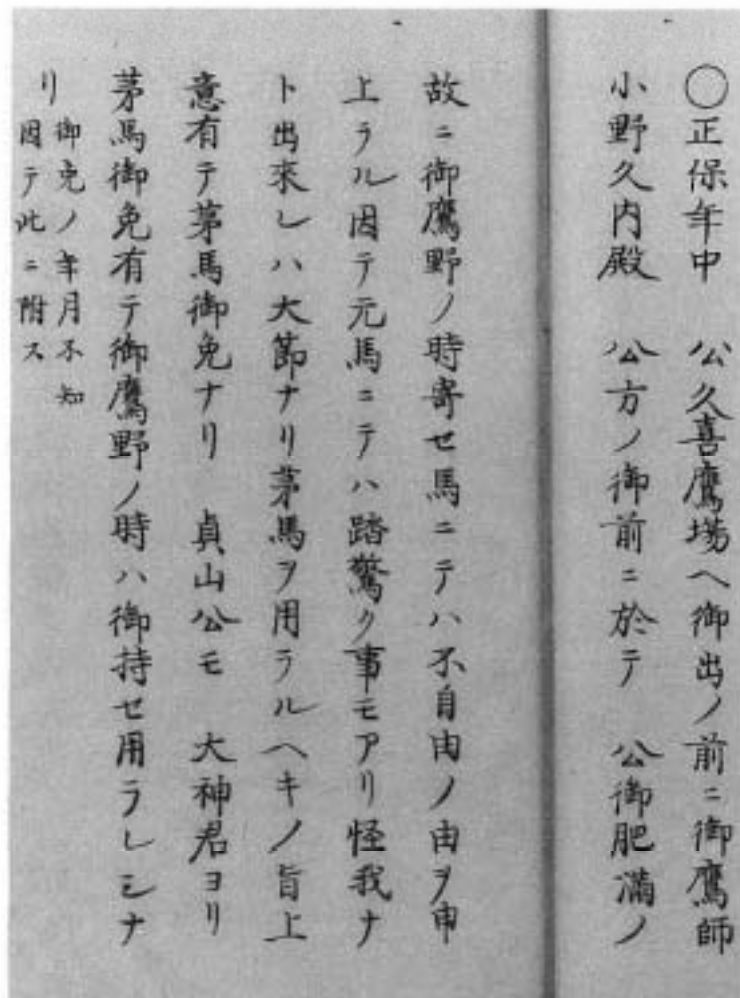 〇正保年中　公久喜鷹場ヘ御出ノ前ニ御鷹師
小野久内殿　公方ノ御前ニ於テ　公御肥満ノ
故ニ御鷹野ノ時寄セ馬ニテハ不自由ノ由ヲ申
上ラル因テ元馬ニテハ踏驚ク事モアリ怪我ナ
ト出來レハ大節ナリ茅馬ヲ用ラルヘキノ旨上
意有テ茅馬御免ナリ　貞山公モ　大神君ヨリ
茅馬御免有テ御鷹野ノ時ハ御持セ用ラレシナ
リ
御免ノ年月不知
因テ此ニ附ス